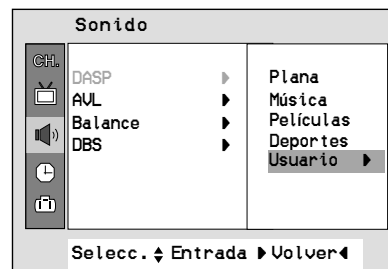 Sonido
CH.
DASP
AVL
Balance
DBS
Plana
Música
Películas
Deportes
Usuario
Selecc. Entrada Volver